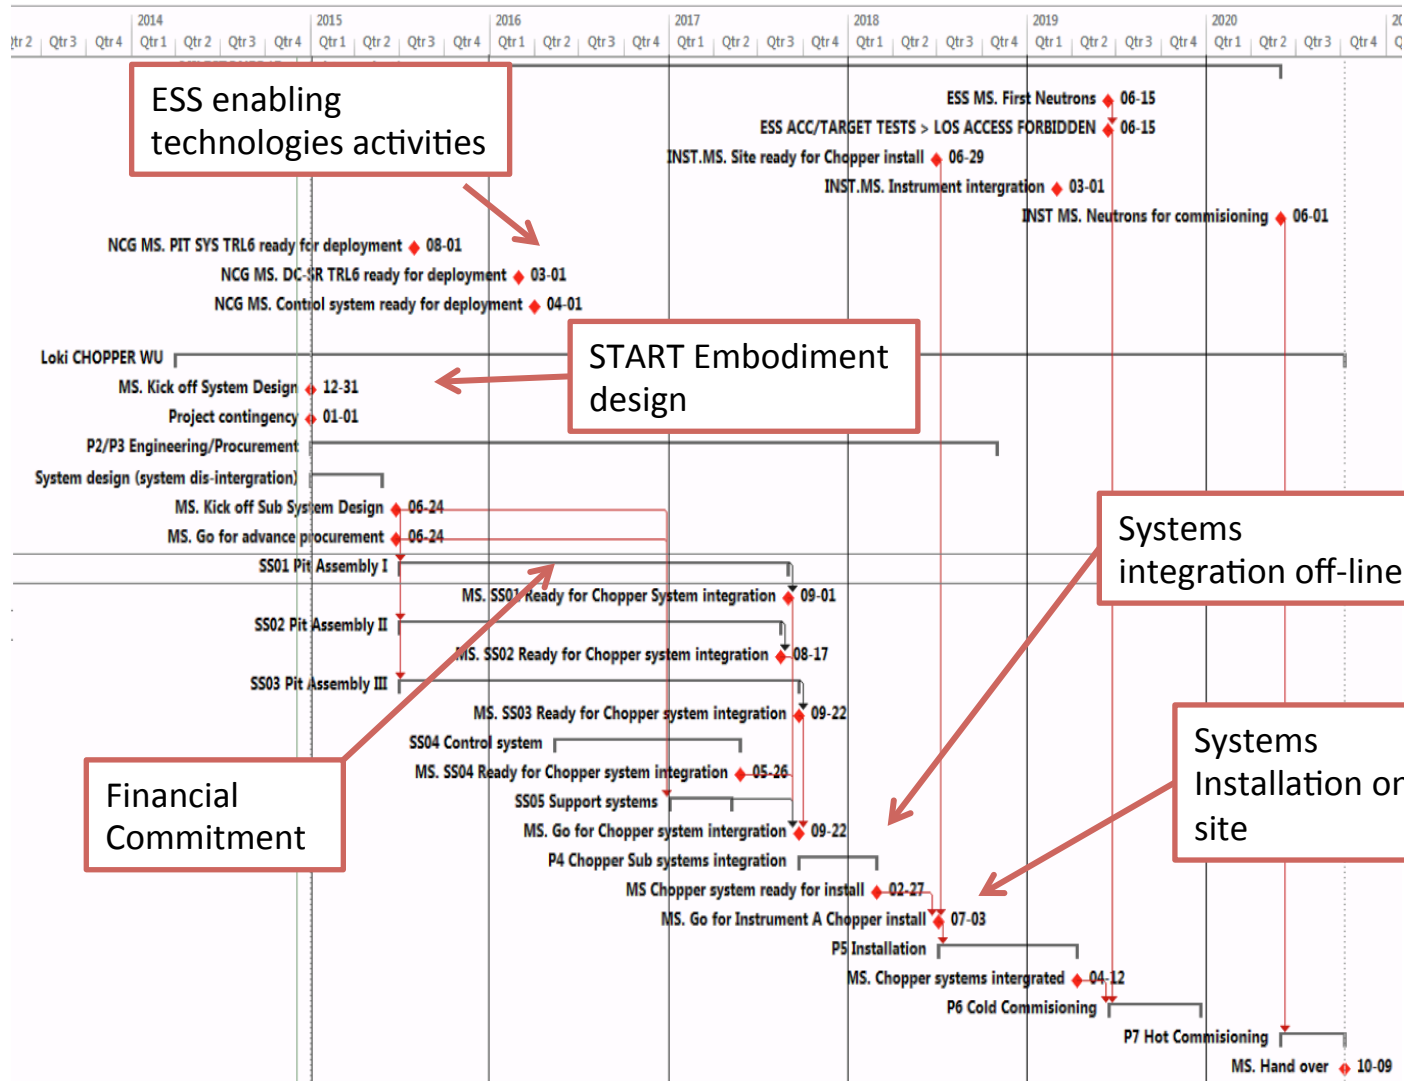 2014 2015 2016 2017 2018 2019 2020
Qtr 3 Qtr 4 Qtr 1 Qtr 2 Qtr 3 Qtr 4 Qtr 1 Qtr 2 Qtr 3 Qtr 4 Qtr 1 Qtr 2 Qtr 3 Qtr 4 Qtr 1 Qtr 2 Qtr 3 Qtr 4 Qtr 1 Qtr 2 Qtr 3 Qtr 4 Qtr 1 Qtr 2 Qtr 3 Qtr 4 Qtr 1 Qtr 2 Qtr 3 Qtr 4
ESS enabling
technologies activities
ESS MS. First Neutrons 06-15
ESS ACC/TARGET TESTS > LOS ACCESS FORBIDDEN 06-15
INST.MS. Site ready for Chopper install 06-29
INST.MS. Instrument intergration 03-01
INST MS. Neutrons for commisioning 06-01
NCG MS. PIT SYS TRL6 ready for deployment 08-01
NCG MS. DC-SR TRL6 ready for deployment 03-01
NCG MS. Control system ready for deployment 04-01
START Embodiment
design
Loki CHOPPER WU
MS. Kick off System Design 12-31
Project contingency 01-01
P2/P3 Engineering/Procurement
System design (system dis-intergration)
MS. Kick off Sub System Design 06-24
MS. Go for advance procurement 06-24
Systems
integration off-line
SS01 Pit Assembly I
MS. SS01 Ready for Chopper System integration 09-01
SS02 Pit Assembly II
MS. SS02 Ready for Chopper system integration 08-17
SS03 Pit Assembly III
MS. SS03 Ready for Chopper system integration 09-22
SS04 Control system
MS. SS04 Ready for Chopper system integration 05-26
Systems
Installation on
site
Financial
Commitment
SS05 Support systems
MS. Go for Chopper system intergration 09-22
P4 Chopper Sub systems integration
MS Chopper system ready for install 02-27
MS. Go for Instrument A Chopper install 07-03
P5 Installation
MS. Chopper systems intergrated 04-12
P6 Cold Commisioning
P7 Hot Commisioning
MS. Hand over 10-09